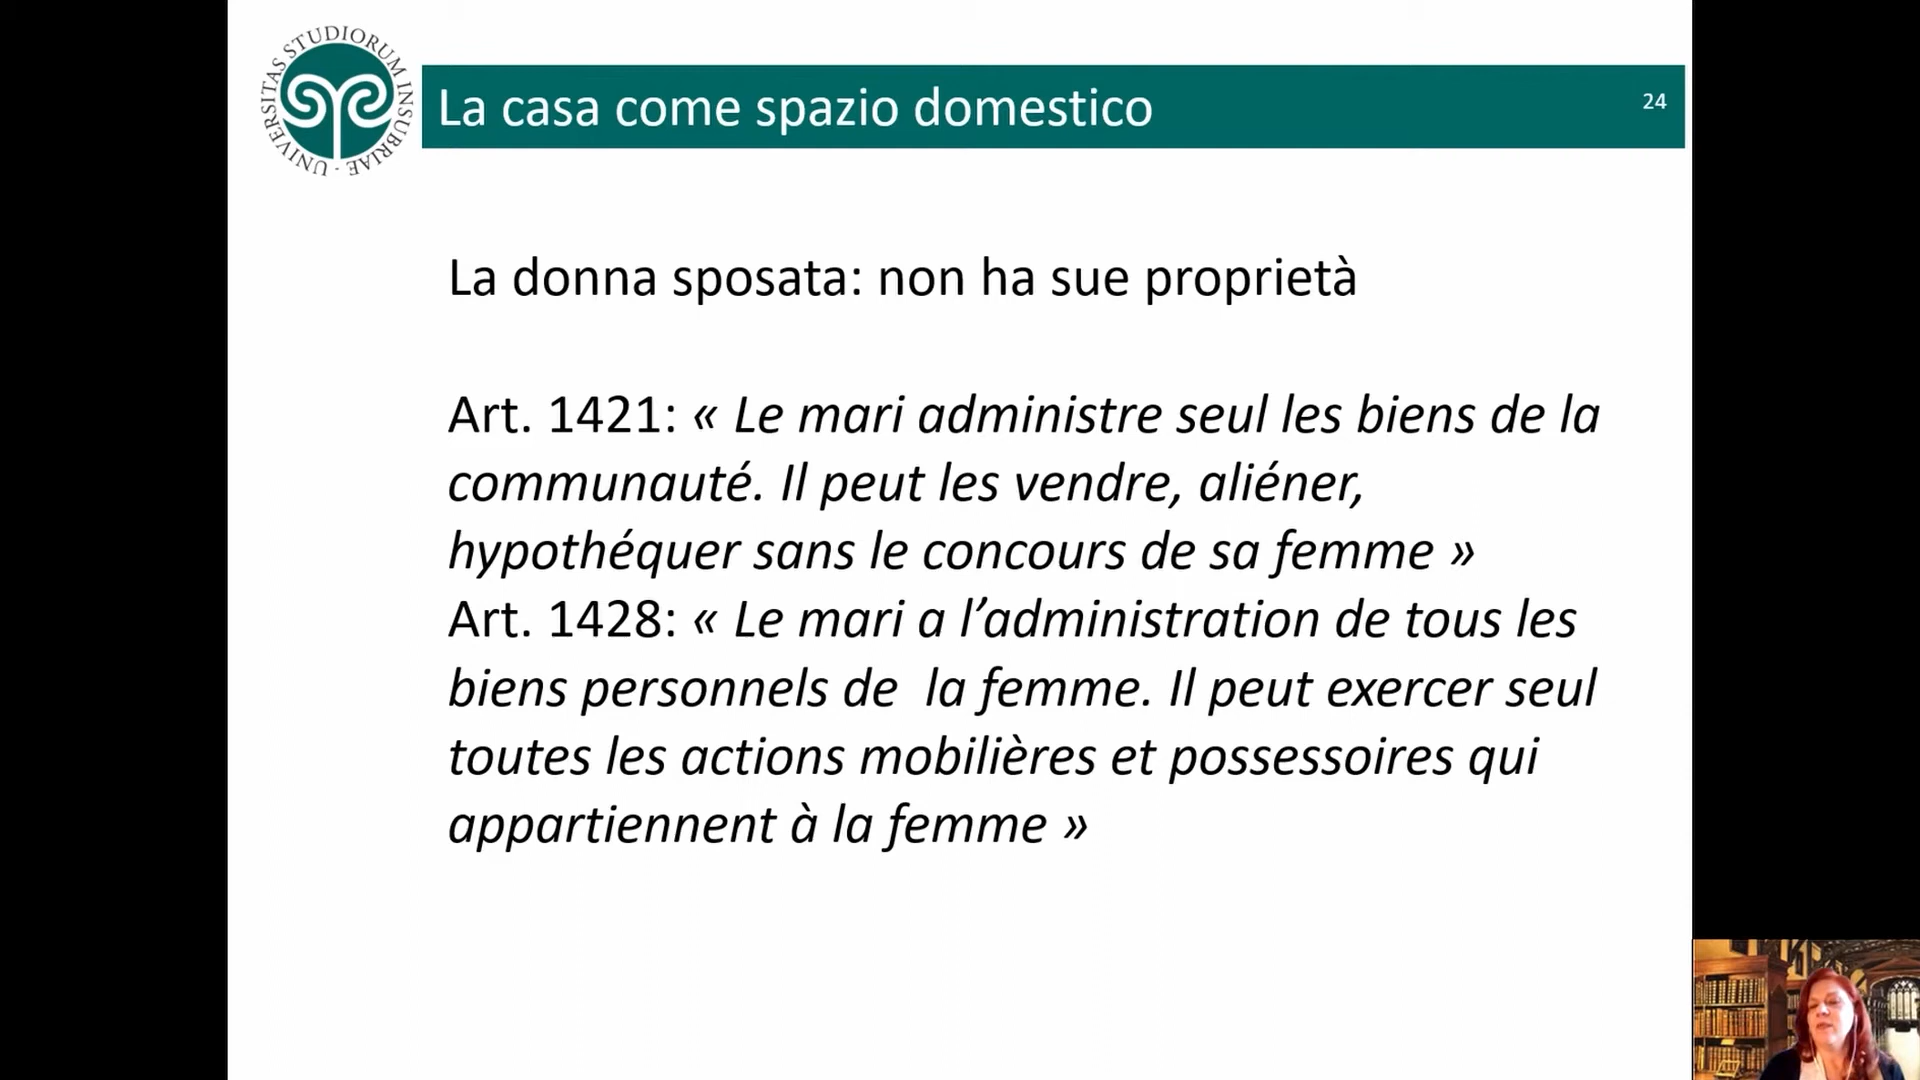 UNIVERSITAS STUDIORUM INSUBRIAE
La casa come spazio domestico
24
La donna sposata: non ha sue proprietà
Art. 1421: « Le mari administre seul les biens de la
communauté. Il peut les vendre, aliéner,
hypothéquer sans le concours de sa femme »
Art. 1428: « Le mari a l’administration de tous les
biens personnels de  la femme. Il peut exercer seul
toutes les actions mobilières et possessoires qui
appartiennent à la femme »